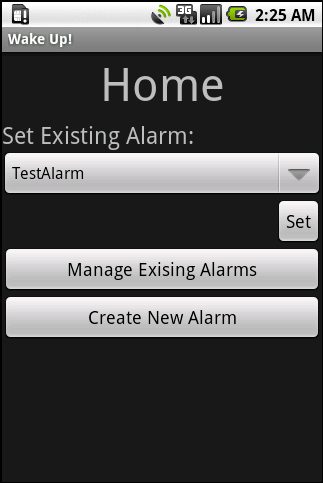 3G 2:25 AM
Wake Up!
Home
Set Existing Alarm:
TestAlarm
Set
Manage Exising Alarms
Create New Alarm